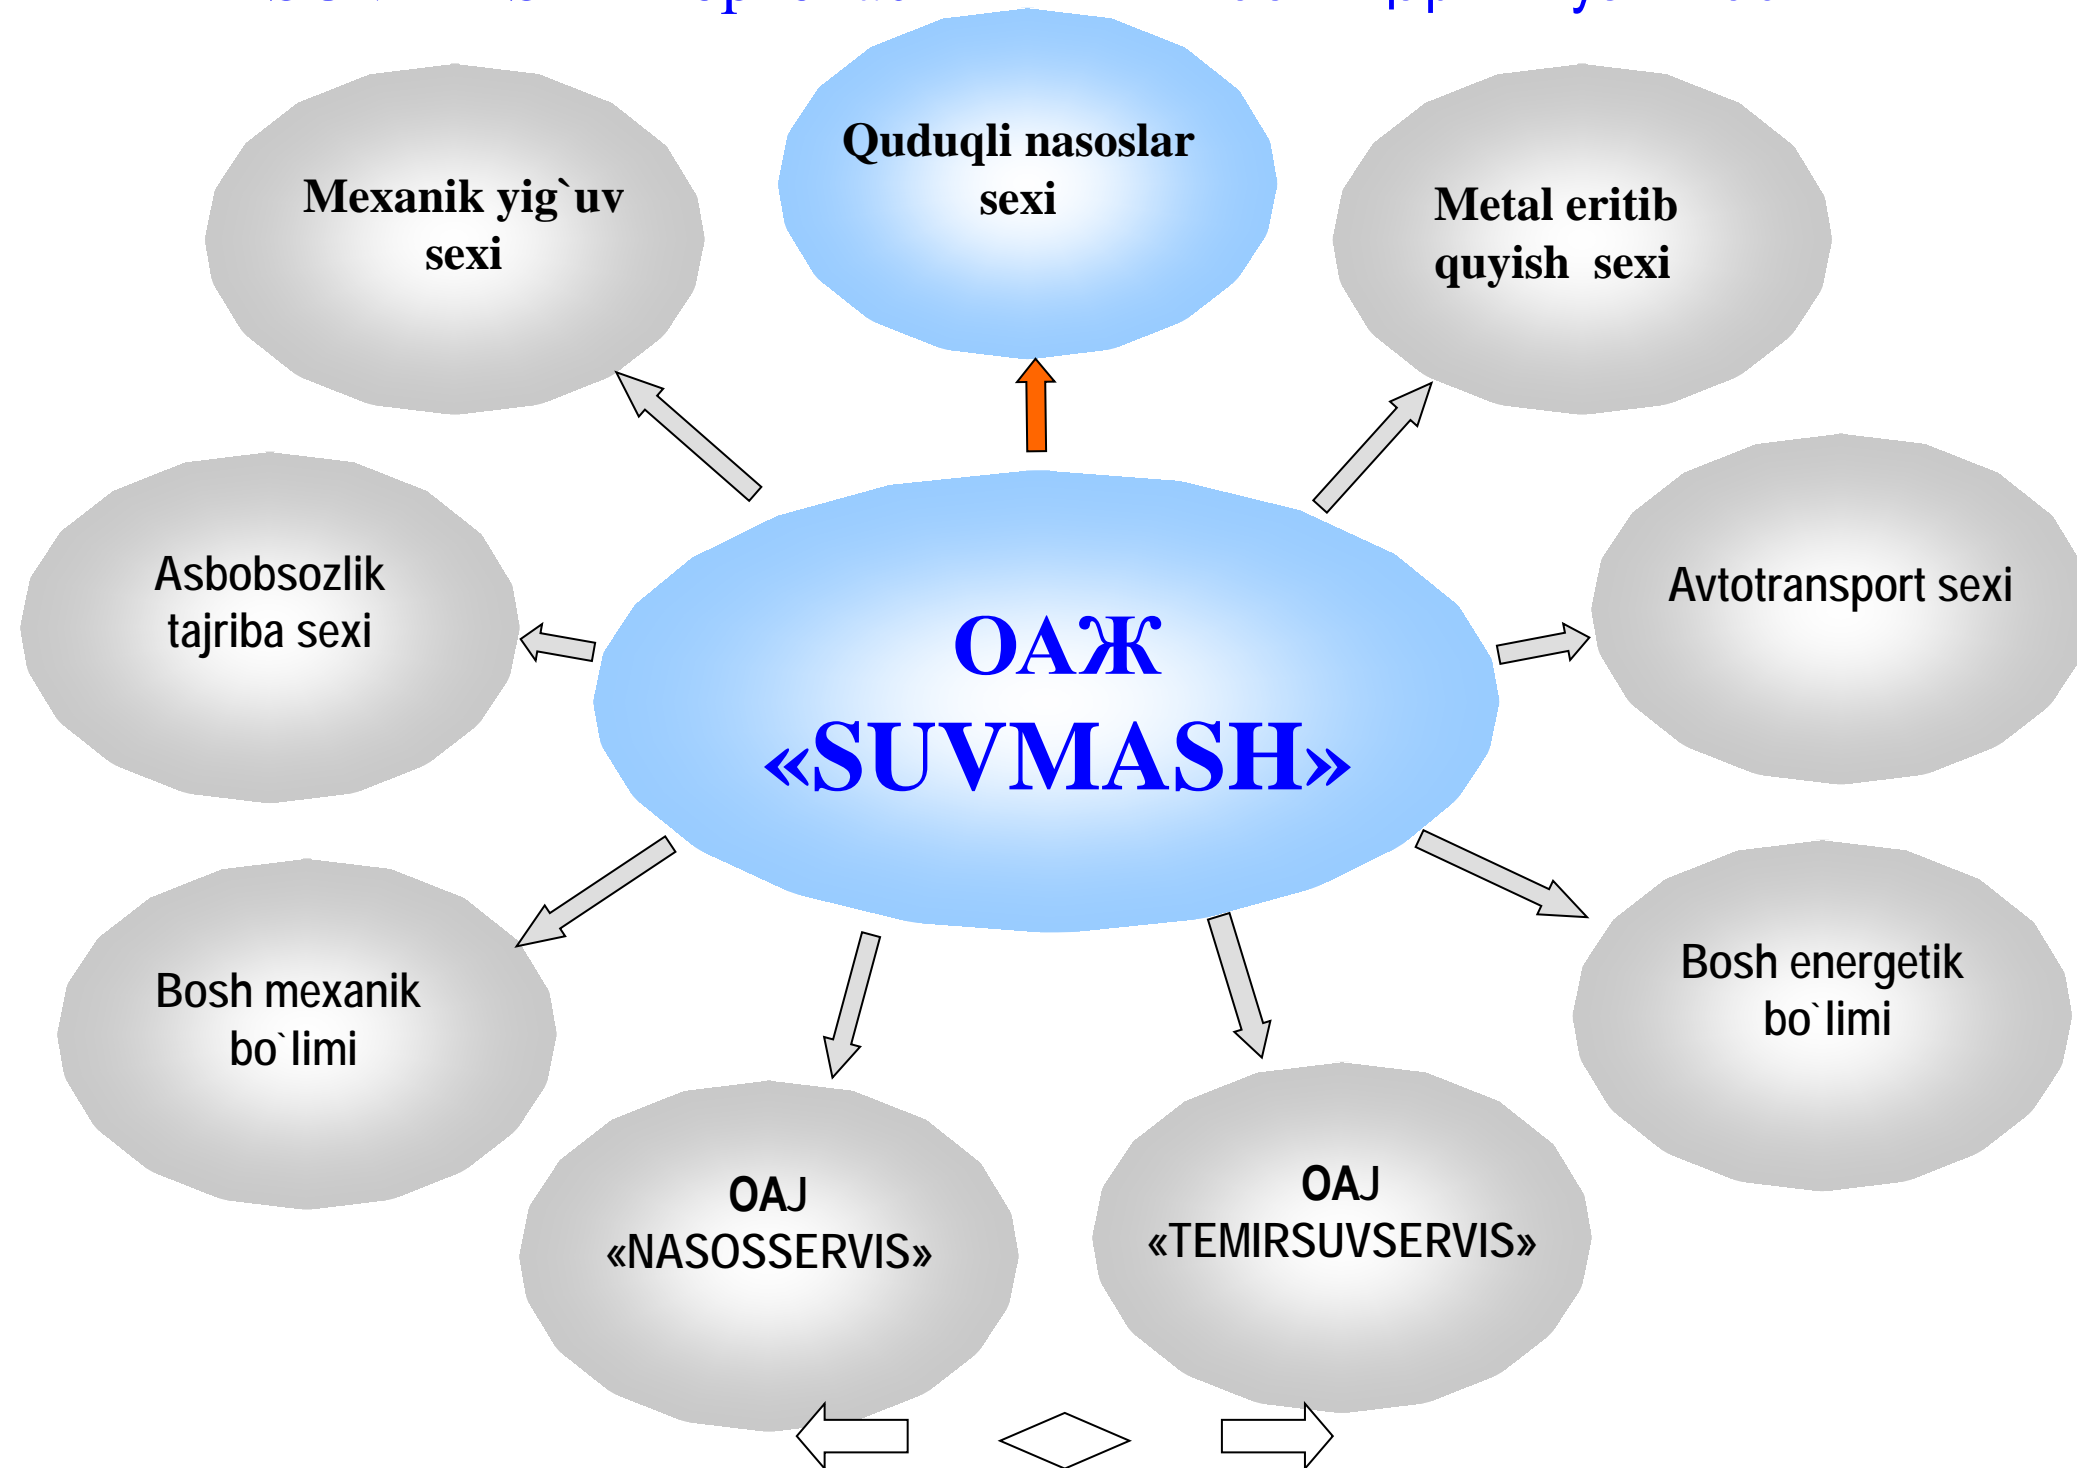 Quduqli nasoslar
sexi
Mexanik yig`uv
sexi
Metal eritib
quyish sexi
Asbobsozlik
tajriba sexi
Avtotransport sexi
ОАЖ
«SUVMASH»
Bosh mexanik
bo`limi
Bosh energetik
bo`limi
OAJ
«NASOSSERVIS»
OAJ
«TEMIRSUVSERVIS»